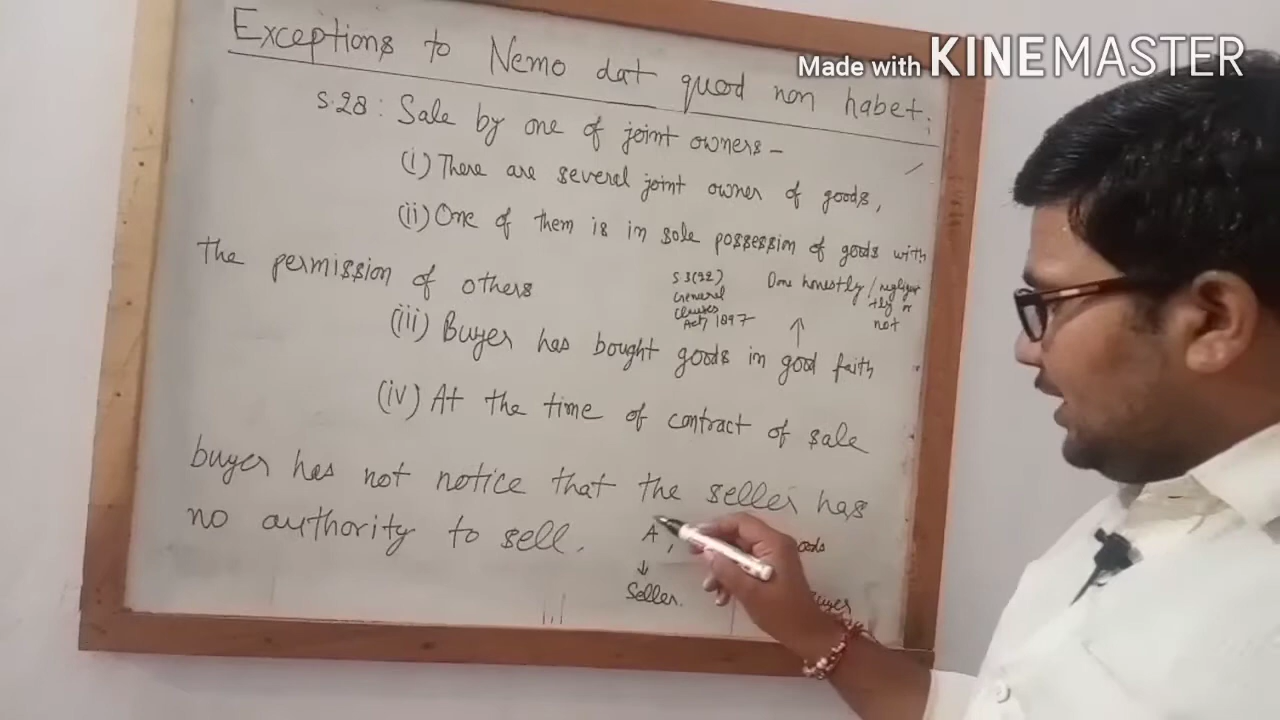 Made with KINEMASTER
Exceptions to Nemo dat quod non habet:
S.28: Sale by one of joint owners -
(i) There are several joint owner of goods,
(ii) One of them is in sole possession of goods with
the permission of others
S 3(22)
General
Clauses
Act, 1897
Done honestly / negligen
tly or
not
(iii) Buyer has bought goods in good faith
(iv) At the time of contract of sale
buyer has not notice that the seller has
no authority to sell.
A,
oods
Seller.
Buyer